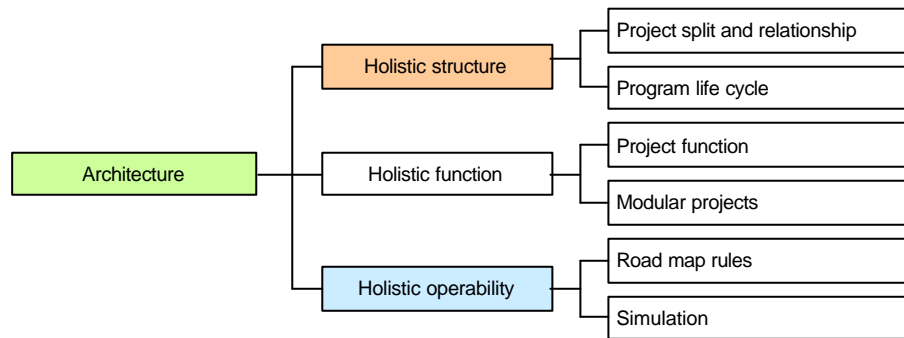 Architecture
Holistic structure
Project split and relationship
Program life cycle
Holistic function
Project function
Modular projects
Holistic operability
Road map rules
Simulation